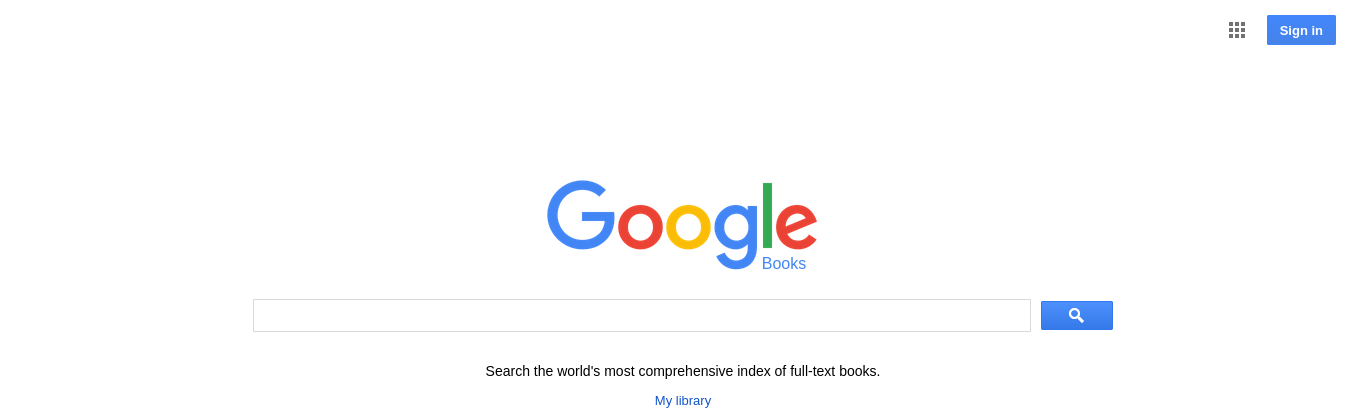 Sign in
Google
Books
Search the world's most comprehensive index of full-text books.
My library